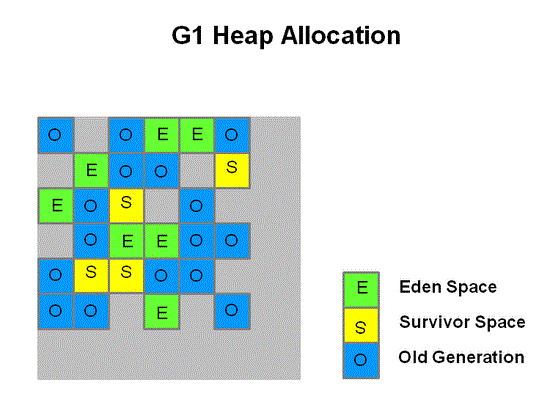 G1 Heap Allocation
O O E E O
E O O S
E O S O
O E E O O
O S S O O
O O E O
E Eden Space
S Survivor Space
O Old Generation